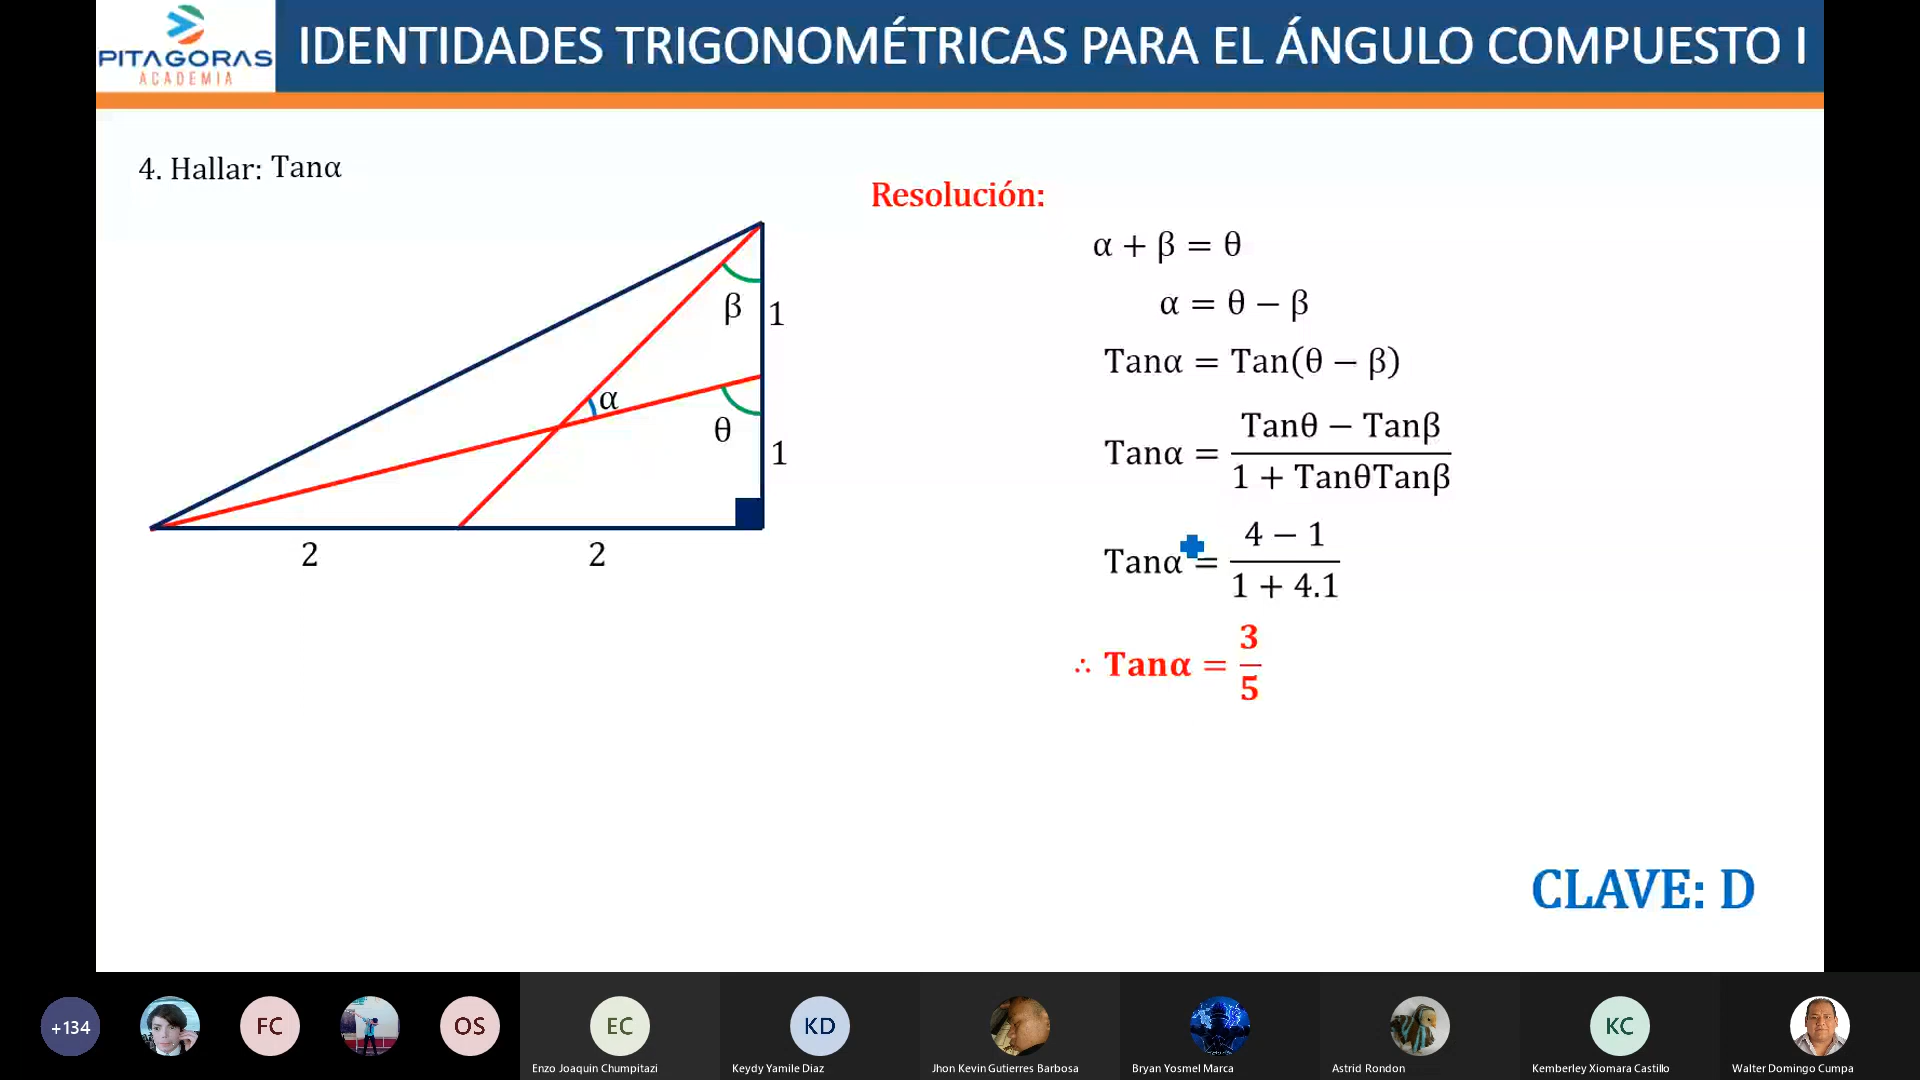 PITAGORAS
ACADEMIA
IDENTIDADES TRIGONOMÉTRICAS PARA EL ÁNGULO COMPUESTO I
4. Hallar: Tanα
Resolución:
α + β = θ
α = θ − β
Tanα = Tan(θ − β)
Tanα = (Tanθ − Tanβ) / (1 + TanθTanβ)
Tanα = (4 − 1) / (1 + 4.1)
∴ Tanα = 3/5
β
1
α
θ
1
2 2
CLAVE: D
+134 FC OS EC KD KC
Enzo Joaquin Chumpitazi Keydy Yamile Diaz Jhon Kevin Gutierres Barbosa Bryan Yosmel Marca Astrid Rondon Kemberley Xiomara Castillo Walter Domingo Cumpa